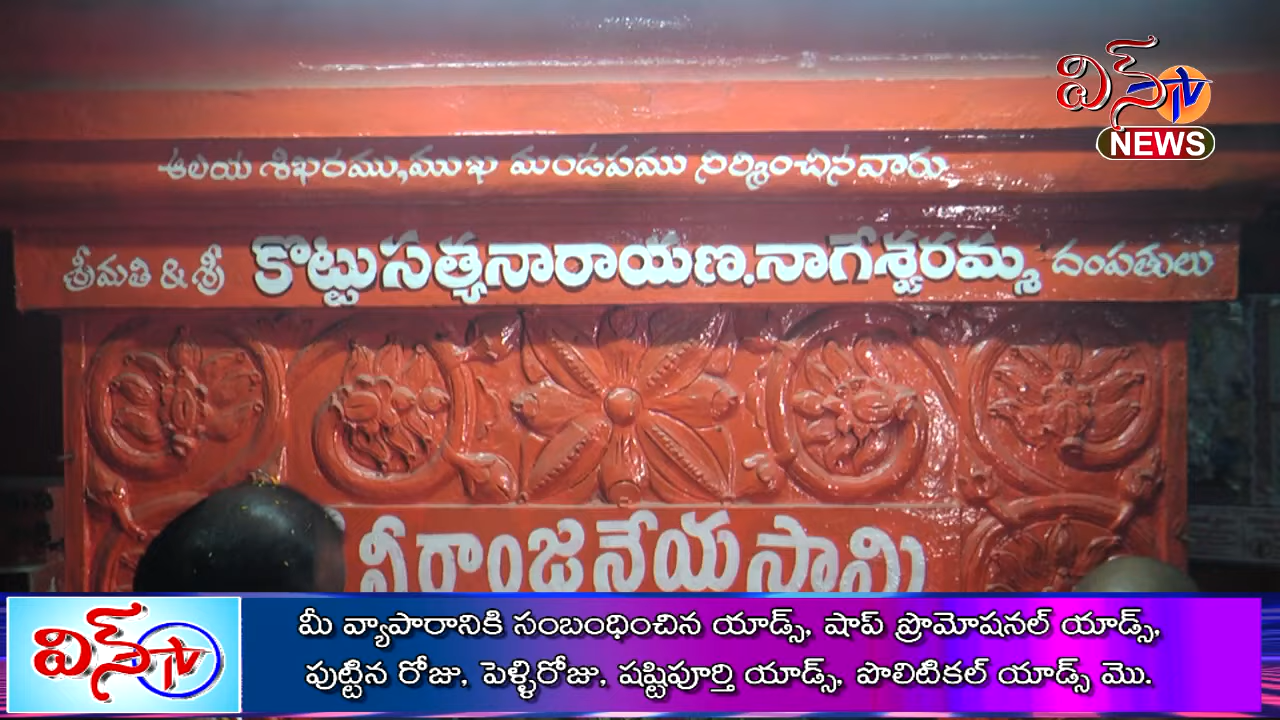 విన్ TV
NEWS
ఆలయ శిఖరము,ముఖ మండపము నిర్మించినవారు.
శ్రీమతి & శ్రీ కొట్టుసత్యనారాయణ.నాగేశ్వరమ్మ దంపతులు
వీరాంజనేయస్వామి
విన్ TV
మీ వ్యాపారానికి సంబంధించిన యాడ్స్, షాప్ ప్రొమోషనల్ యాడ్స్,
పుట్టిన రోజు, పెళ్ళిరోజు, షష్టిపూర్తి యాడ్స్, పొలిటికల్ యాడ్స్ మొ.